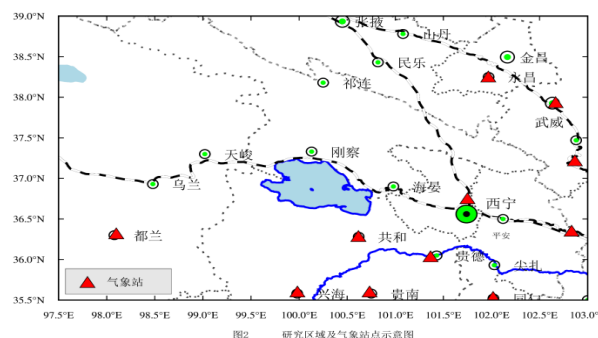 39.0°N
38.5°N
38.0°N
37.5°N
37.0°N
36.5°N
36.0°N
35.5°N
张掖
山丹
民乐
金昌
永昌
祁连
武威
天峻
刚察
乌兰
海晏
西宁
平安
都兰
共和
贵德
尖扎
气象站
兴海
贵南
同仁
97.5°E 98.0°E 98.5°E 99.0°E 99.5°E 100.0°E 100.5°E 101.0°E 101.5°E 102.0°E 102.5°E 103.0°E
图2 研究区域及气象站点示意图